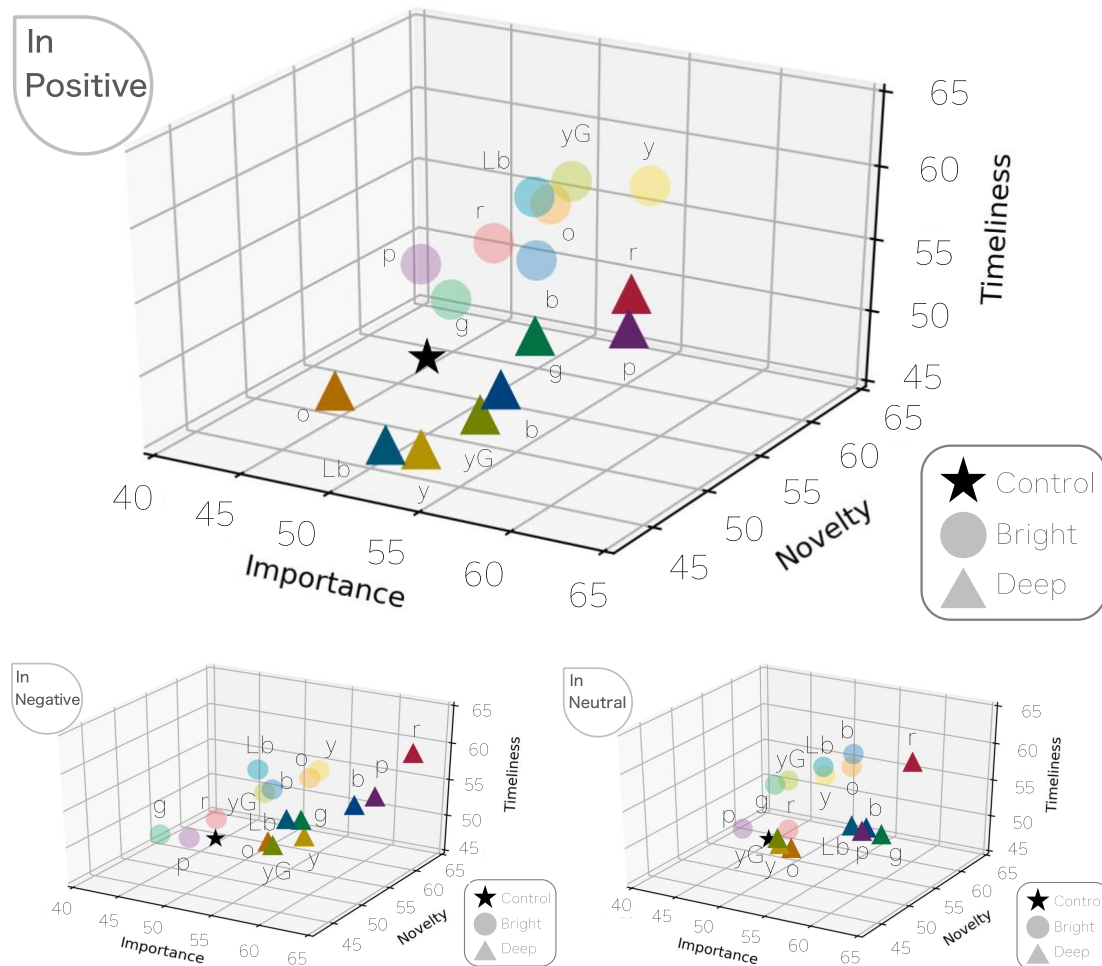 In
Positive
65
60
55
50
45
Timeliness
yG
y
Lb
r
o
p
r
b
g
g
p
o
b
Lb
yG
y
40
45
50
55
60
65
Importance
45
50
55
60
65
Novelty
Control
Bright
Deep
In
Negative
65
60
55
50
45
Timeliness
r
Lb
o
y
b
b
p
g
r
yG
Lb
g
p
o
yG
y
40
45
50
55
60
65
Importance
45
50
55
60
65
Novelty
Control
Bright
Deep
In
Neutral
65
60
55
50
45
Timeliness
b
r
Lb
yG
g
r
y
o
p
b
yG
y
o
Lb
p
g
40
45
50
55
60
65
Importance
45
50
55
60
65
Novelty
Control
Bright
Deep